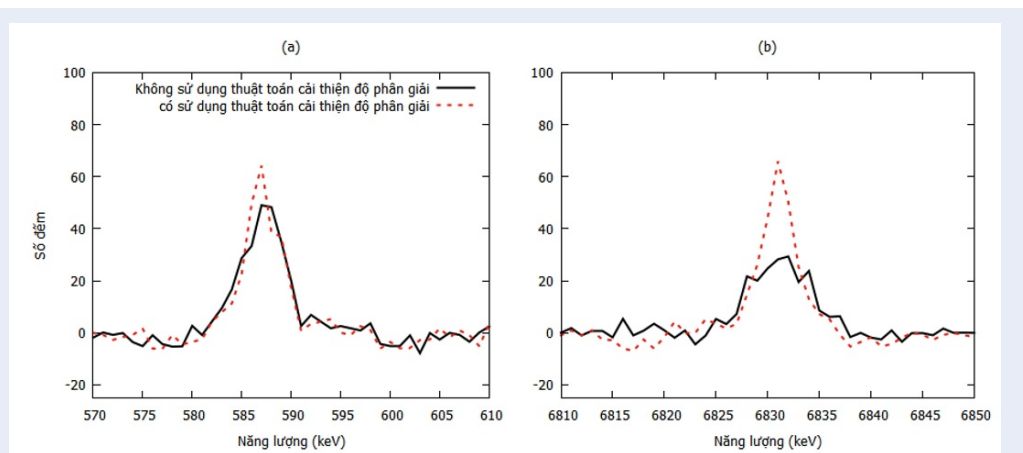 (a)
100
80
60
40
20
0
-20
Số đếm
Không sử dụng thuật toán cải thiện độ phân giải
có sử dụng thuật toán cải thiện độ phân giải
570 575 580 585 590 595 600 605 610
Năng lượng (keV)
(b)
100
80
60
40
20
0
-20
6810 6815 6820 6825 6830 6835 6840 6845 6850
Năng lượng (keV)